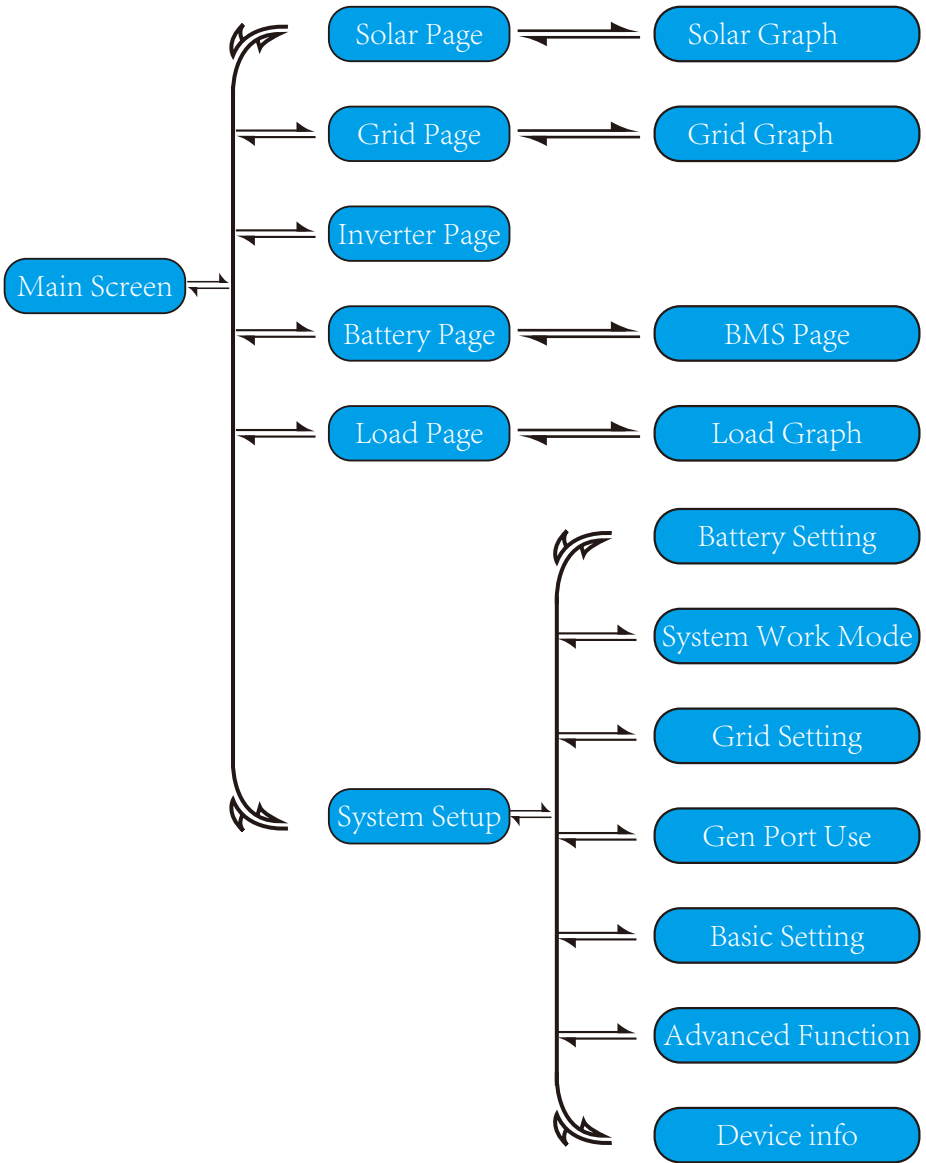 Solar Page
Solar Graph
Grid Page
Grid Graph
Inverter Page
Main Screen
Battery Page
BMS Page
Load Page
Load Graph
Battery Setting
System Work Mode
Grid Setting
System Setup
Gen Port Use
Basic Setting
Advanced Function
Device info